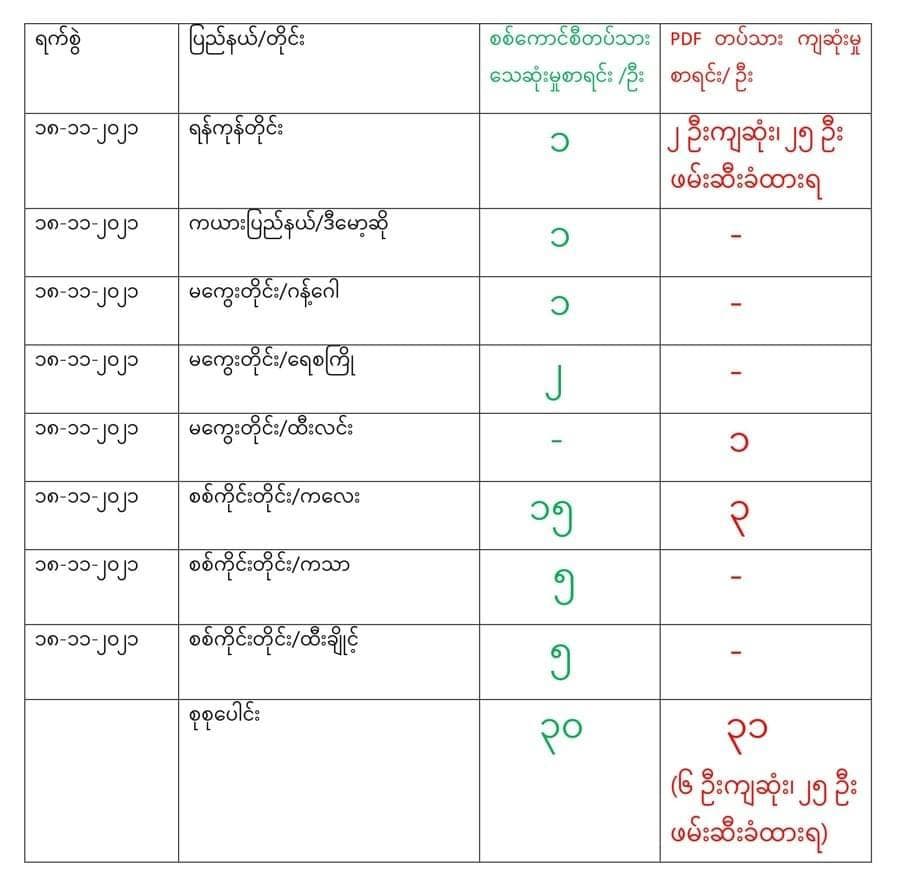 ရက်စွဲ ပြည်နယ်/တိုင်း စစ်ကောင်စီတပ်သား PDF တပ်သား ကျဆုံးမှု
သေဆုံးမှုစာရင်း /ဦး စာရင်း/ ဦး
၁၈-၁၁-၂၀၂၁ ရန်ကုန်တိုင်း ၁ ၂ ဦးကျဆုံး၊ ၂၅ ဦး
ဖမ်းဆီးခံထားရ
၁၈-၁၁-၂၀၂၁ ကယားပြည်နယ်/ဒီမော့ဆို ၁ -
၁၈-၁၁-၂၀၂၁ မကွေးတိုင်း/ဂန့်ဂေါ ၁ -
၁၈-၁၁-၂၀၂၁ မကွေးတိုင်း/ရေစကြို ၂ -
၁၈-၁၁-၂၀၂၁ မကွေးတိုင်း/ထီးလင်း - ၁
၁၈-၁၁-၂၀၂၁ စစ်ကိုင်းတိုင်း/ကလေး ၁၅ ၃
၁၈-၁၁-၂၀၂၁ စစ်ကိုင်းတိုင်း/ကသာ ၅ -
၁၈-၁၁-၂၀၂၁ စစ်ကိုင်းတိုင်း/ထီးချိုင့် ၅ -
စုစုပေါင်း ၃၀ ၃၁
(၆ ဦးကျဆုံး၊ ၂၅ ဦး
ဖမ်းဆီးခံထားရ)